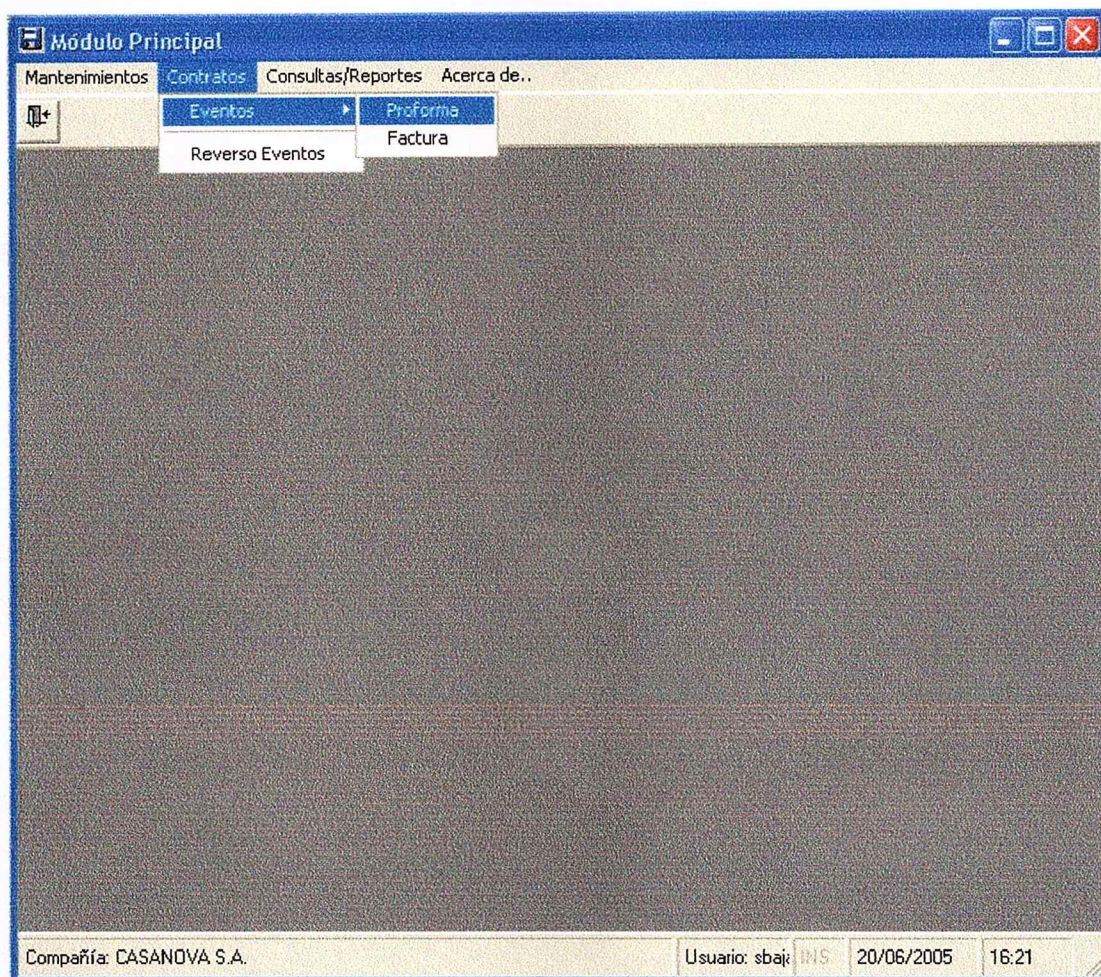 Módulo Principal
Mantenimientos Contratos Consultas/Reportes Acerca de..
Eventos Proforma
Factura
Reverso Eventos
Compañía: CASANOVA S.A. Usuario: INS 20/06/2005 16:21